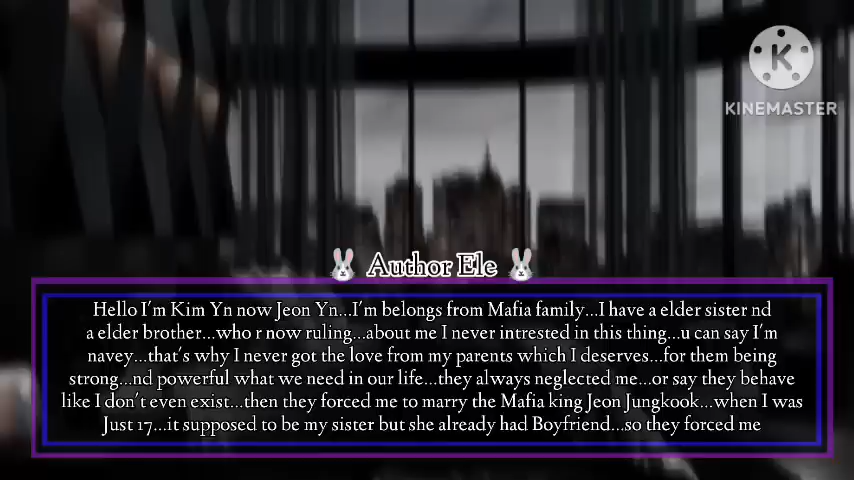 K
KINEMASTER
🐰 Author Ele 🐰
Hello I'm Kim Yn now Jeon Yn...I'm belongs from Mafia family...I have a elder sister nd
a elder brother...who r now ruling...about me I never intrested in this thing...u can say I'm
navey...that's why I never got the love from my parents which I deserves...for them being
strong...nd powerful what we need in our life...they always neglected me...or say they behave
like I don't even exist...then they forced me to marry the Mafia king Jeon Jungkook...when I was
Just 17...it supposed to be my sister but she already had Boyfriend...so they forced me